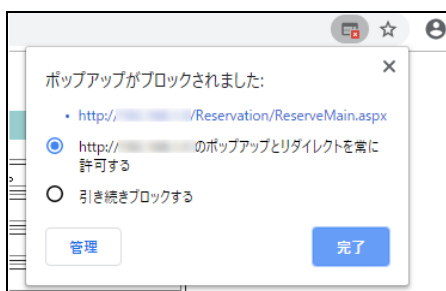 ポップアップがブロックされました:
• http:// /Reservation/ReserveMain.aspx
http:// のポップアップとリダイレクトを常に
許可する
引き続きブロックする
管理
完了